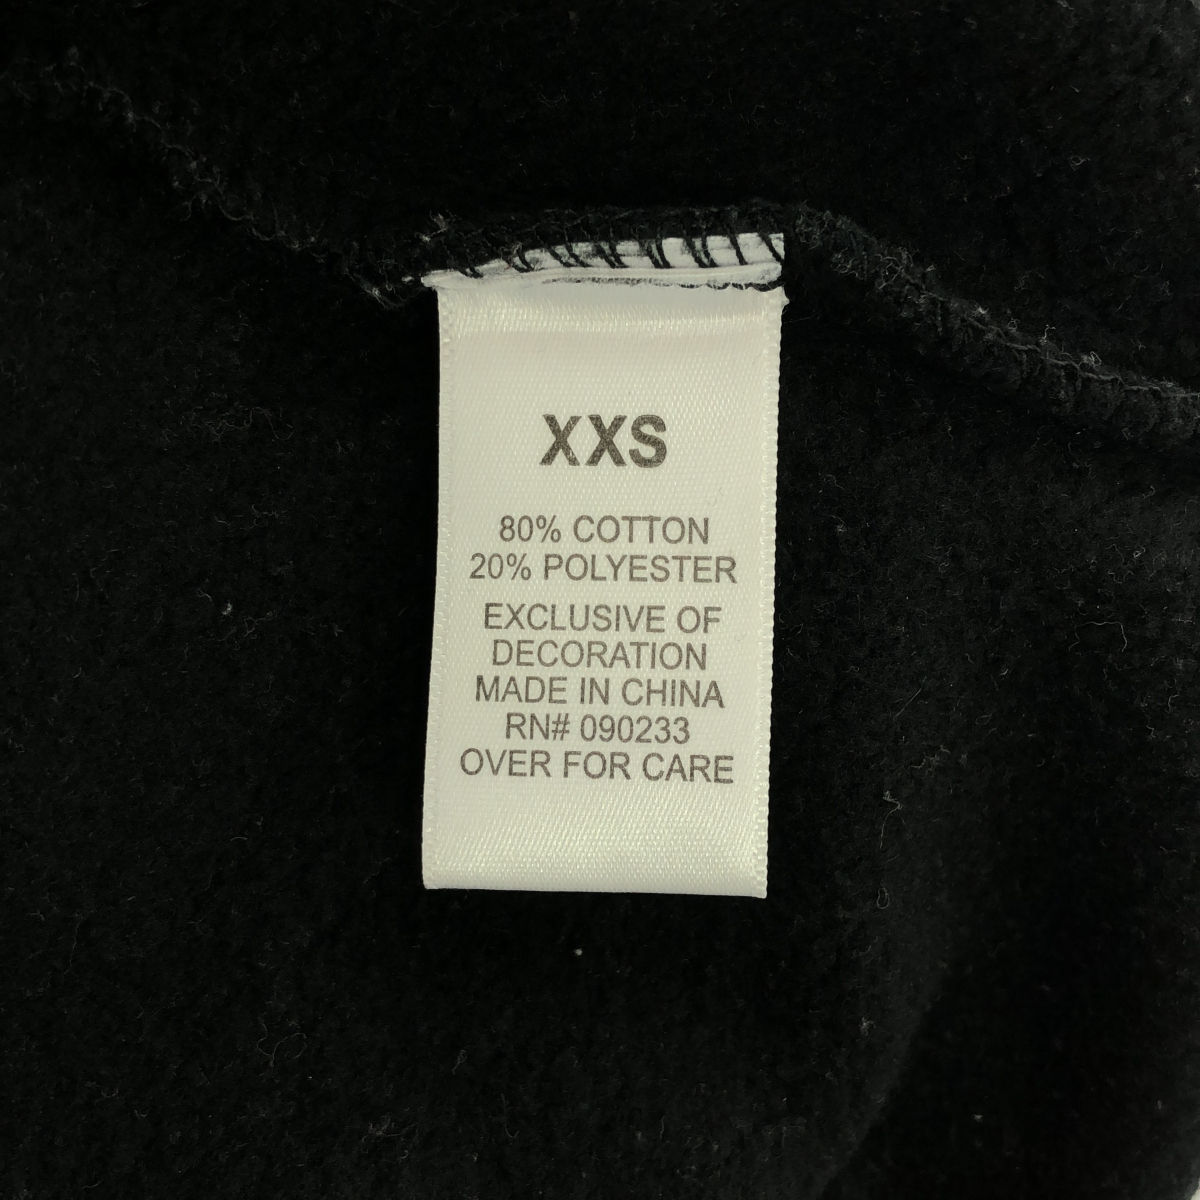 XXS
80% COTTON
20% POLYESTER
EXCLUSIVE OF
DECORATION
MADE IN CHINA
RN# 090233
OVER FOR CARE